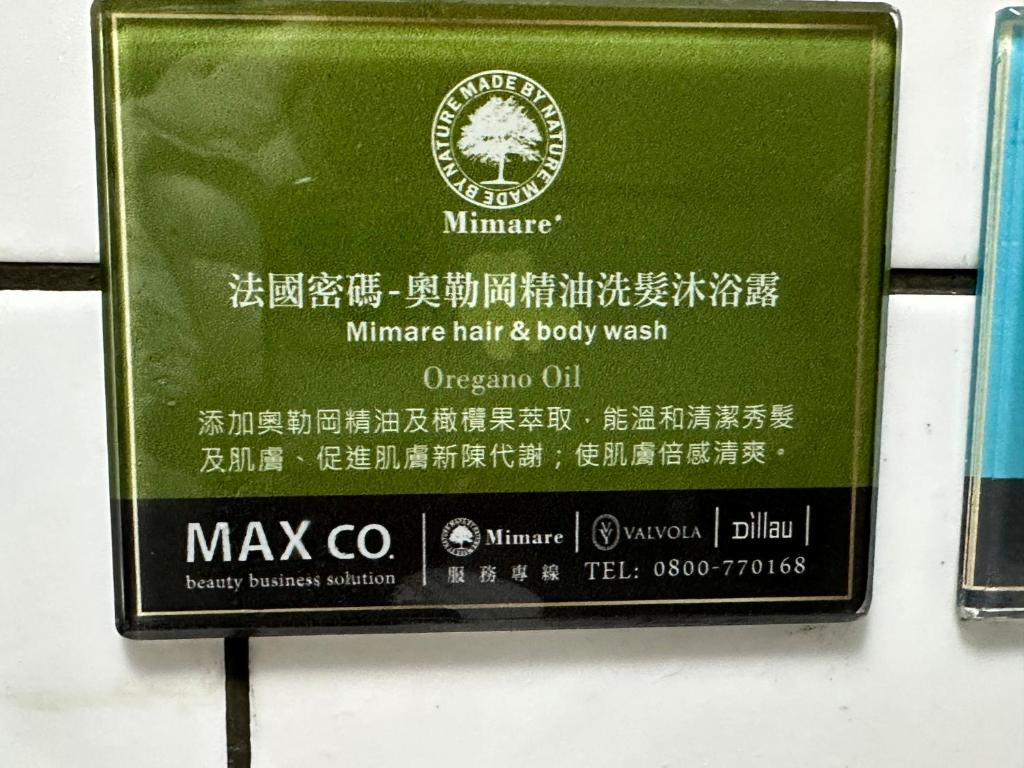 MADE BY NATURE MADE BY NATURE
Mimare
法國密碼-奧勒岡精油洗髮沐浴露
Mimare hair & body wash
Oregano Oil
添加奧勒岡精油及橄欖果萃取，能溫和清潔秀髮
及肌膚、促進肌膚新陳代謝；使肌膚倍感清爽。
MAX CO.
beauty business solution
Mimare
VALVOLA
Dillau
服務專線 TEL: 0800-770168